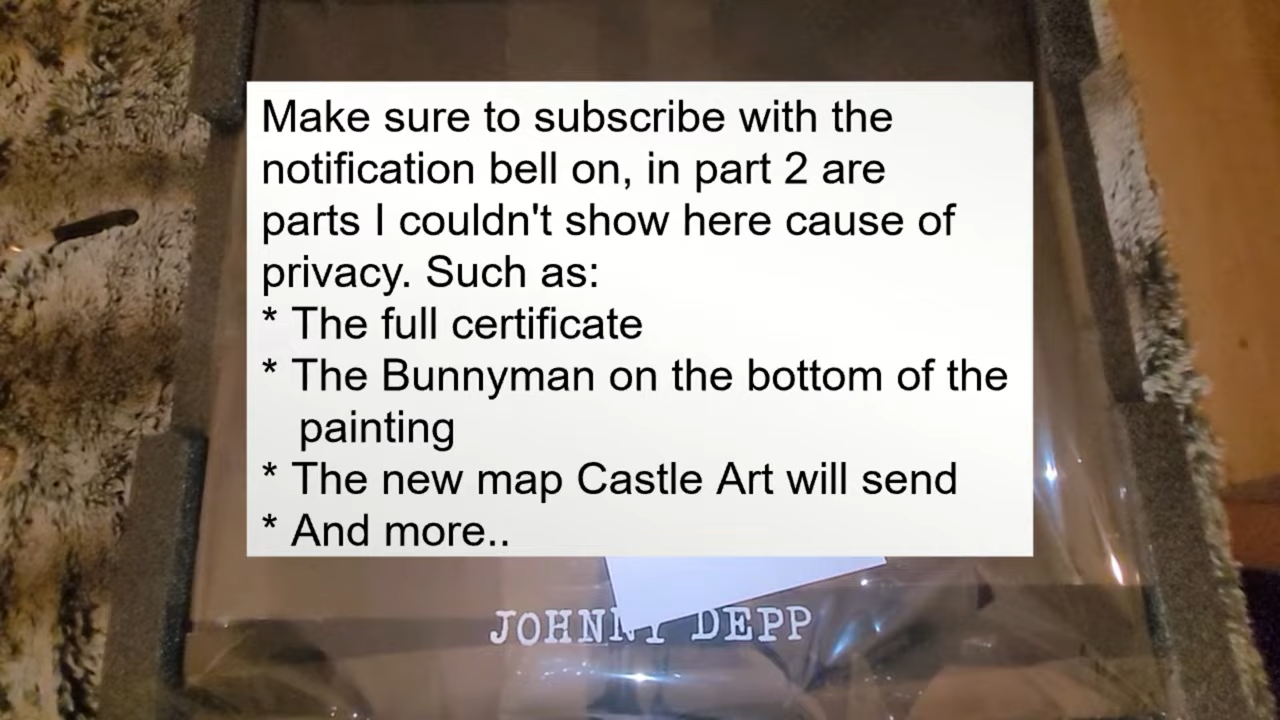 Make sure to subscribe with the
notification bell on, in part 2 are
parts I couldn't show here cause of
privacy. Such as:
* The full certificate
* The Bunnyman on the bottom of the
painting
* The new map Castle Art will send
* And more..
JOHNNY DEPP